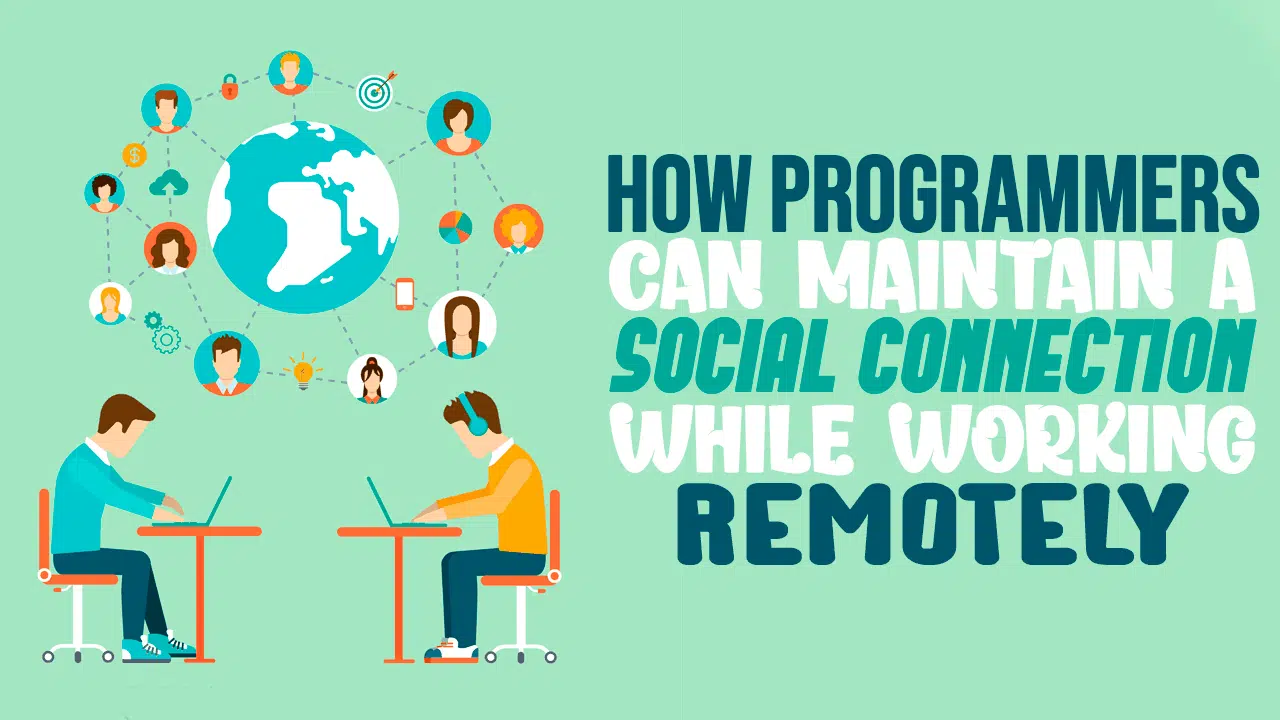 HOW PROGRAMMERS
CAN MAINTAIN A
SOCIAL CONNECTION
WHILE WORKING
REMOTELY